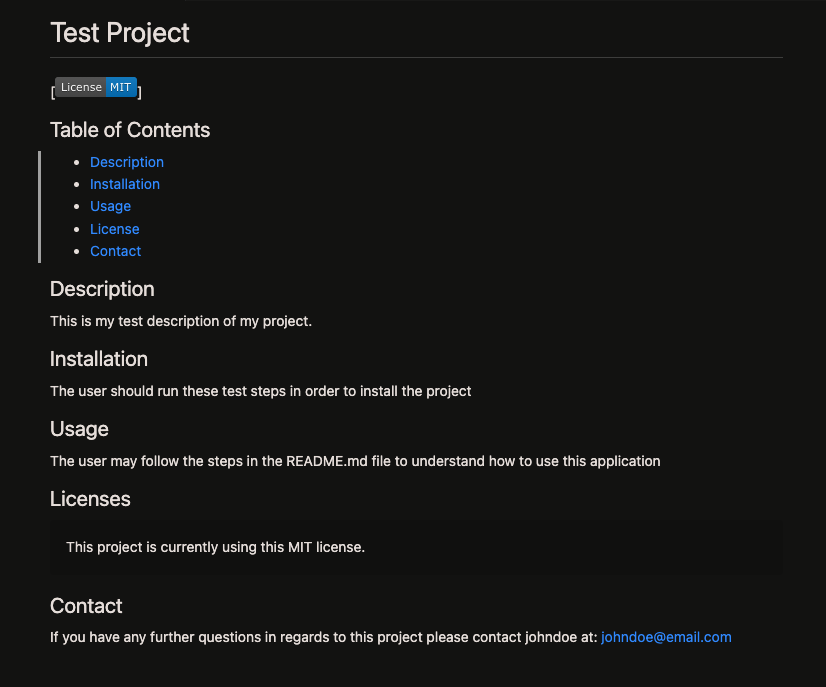 Test Project
[License MIT]
Table of Contents
Description
Installation
Usage
License
Contact
Description
This is my test description of my project.
Installation
The user should run these test steps in order to install the project
Usage
The user may follow the steps in the README.md file to understand how to use this application
Licenses
This project is currently using this MIT license.
Contact
If you have any further questions in regards to this project please contact johndoe at: johndoe@email.com